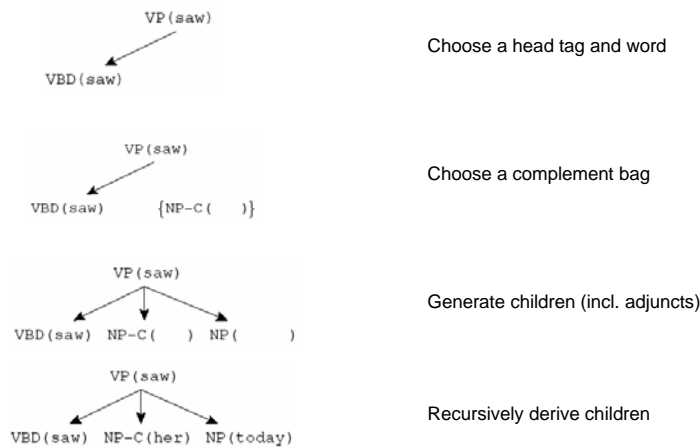 VP(saw)
Choose a head tag and word
VBD(saw)
VP(saw)
Choose a complement bag
VBD(saw) {NP-C( )}
VP(saw)
Generate children (incl. adjuncts)
VBD(saw) NP-C( ) NP( )
VP(saw)
Recursively derive children
VBD(saw) NP-C(her) NP(today)